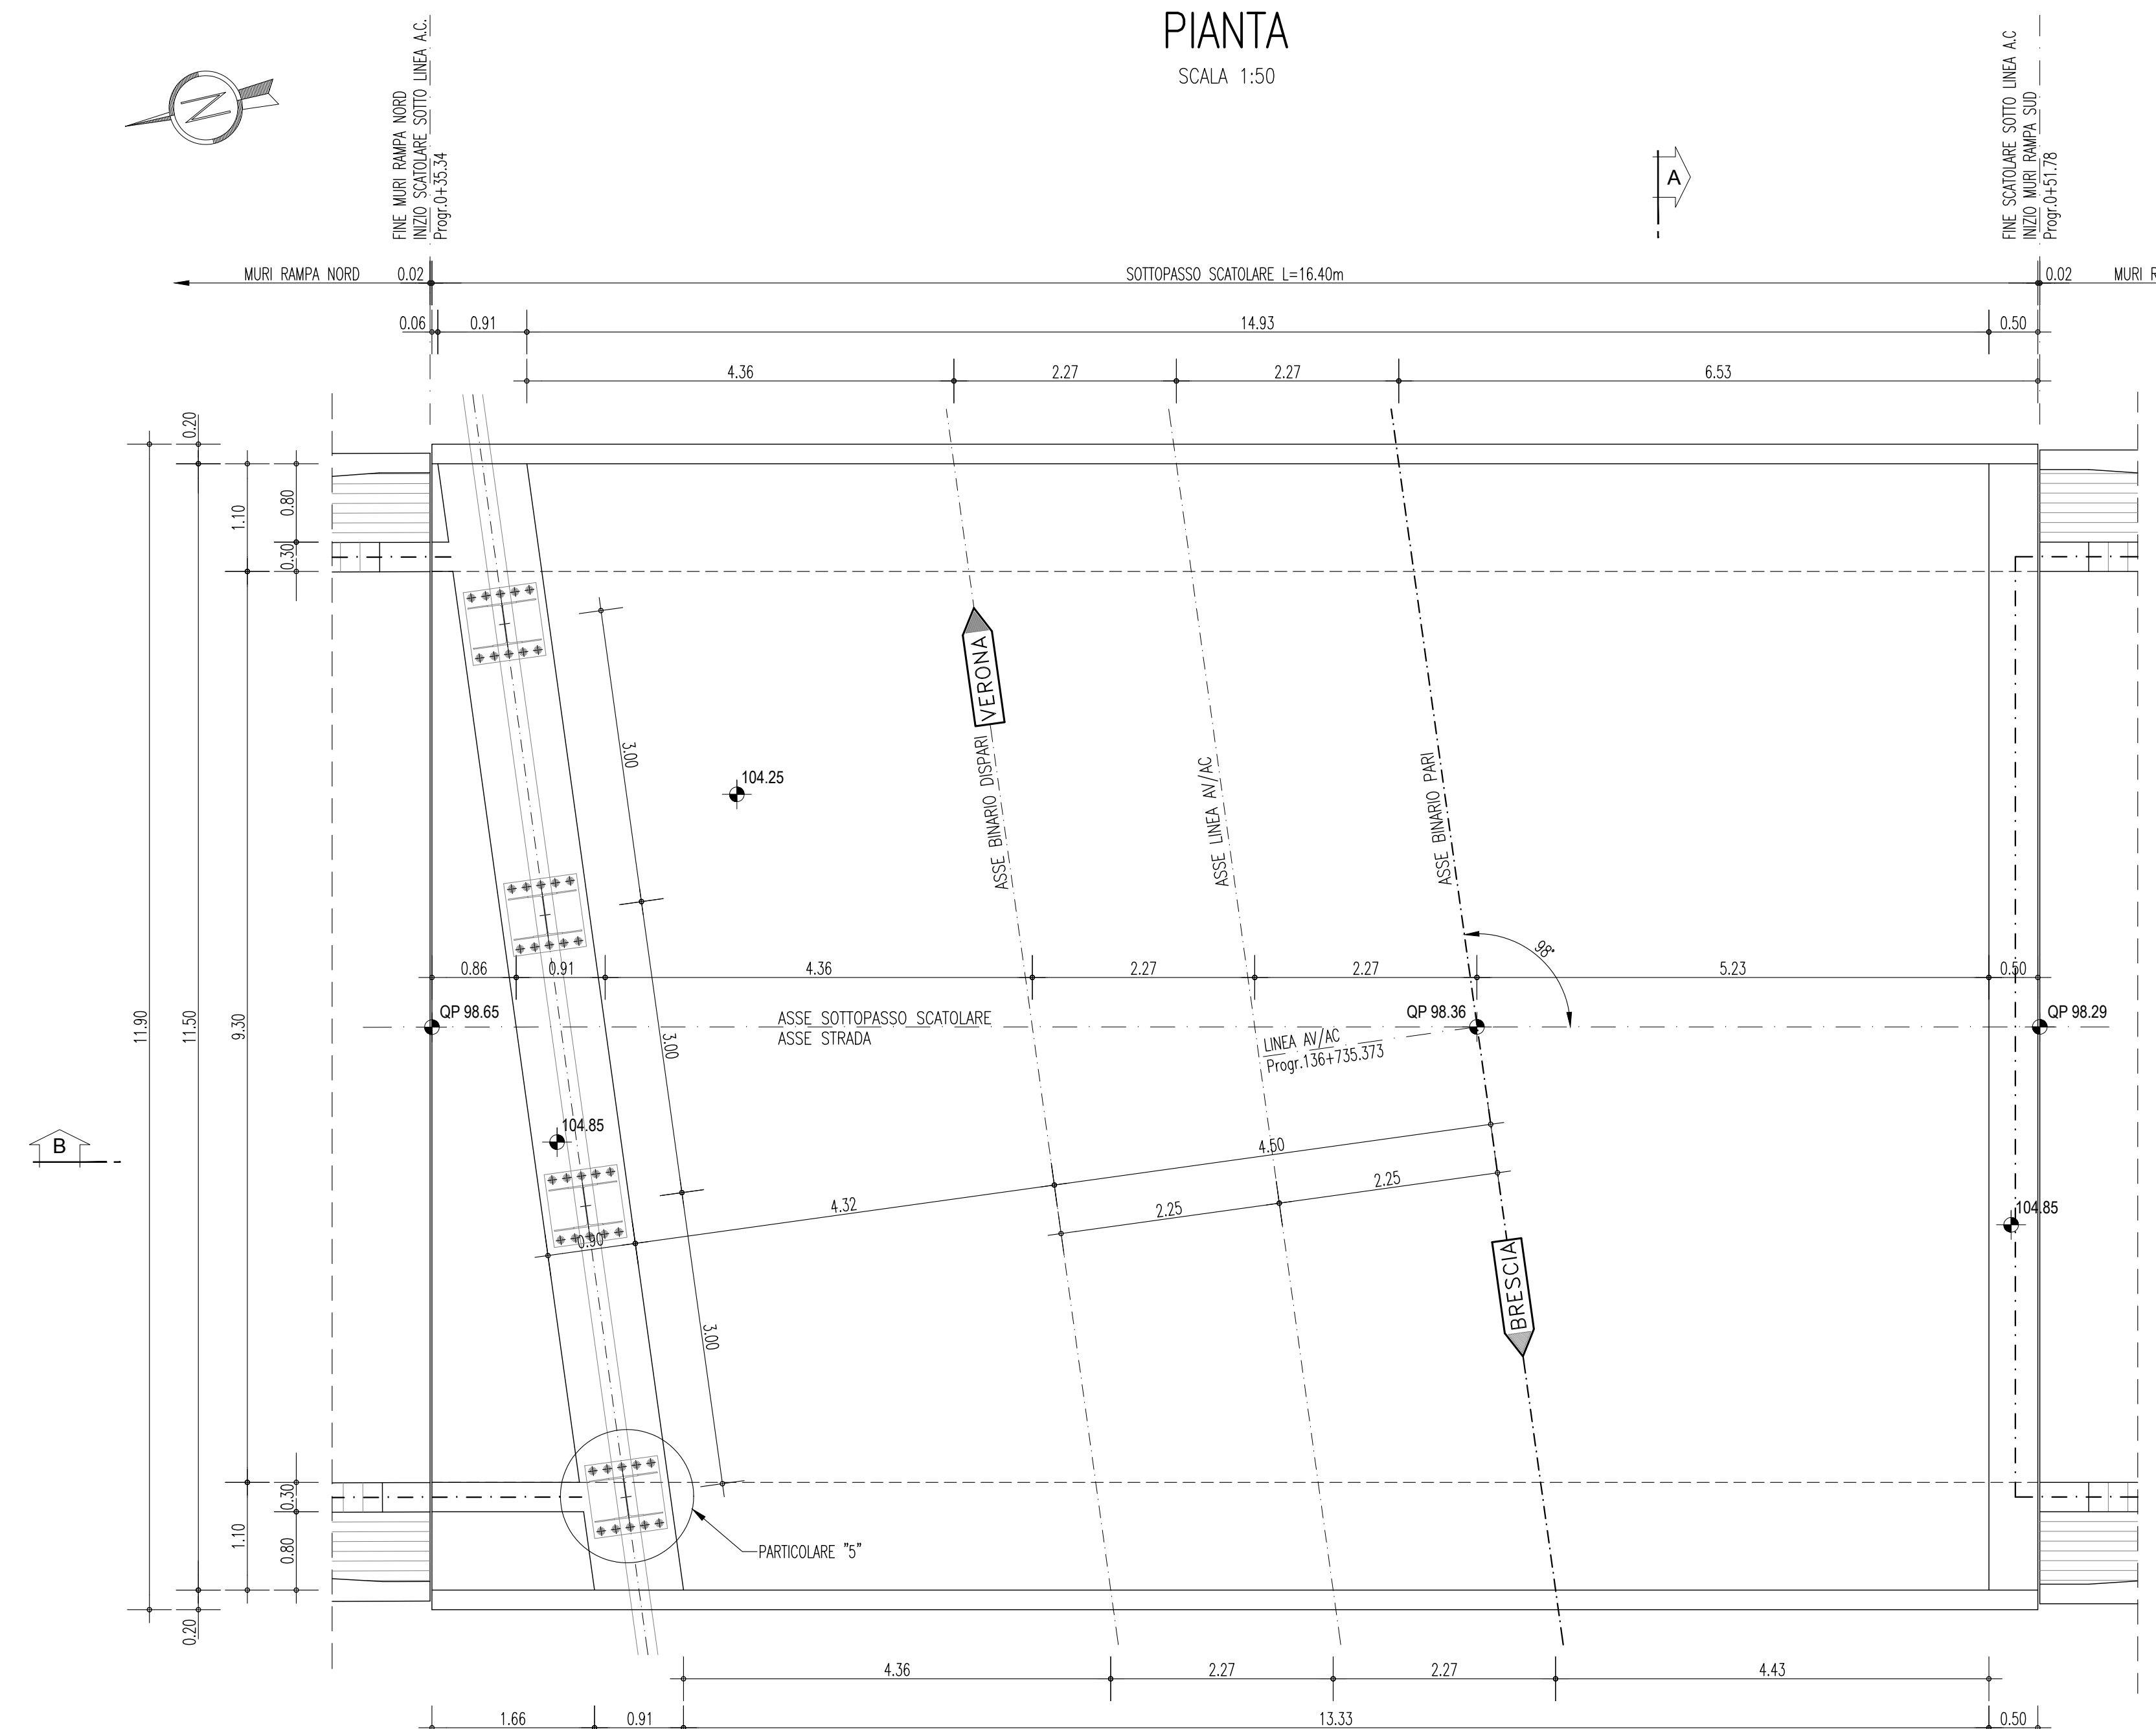 PIANTA
SCALA 1:50
N
FINE MURI RAMPA NORD
INIZIO SCATOLARE SOTTO LINEA A.C.
Progr.0+35.34
FINE SCATOLARE SOTTO LINEA A.C
INIZIO MURI RAMPA SUD
Progr.0+51.78
A
MURI RAMPA NORD
0.02
SOTTOPASSO SCATOLARE L=16.40m
0.02
MURI
0.06
0.91
14.93
0.50
4.36
2.27
2.27
6.53
0.20
0.80
1.10
0.30
11.90
11.50
9.30
0.30
1.10
0.80
0.20
3.00
104.25
VERONA
ASSE BINARIO DISPARI
ASSE LINEA AV/AC
ASSE BINARIO PARI
98°
0.86
0.91
4.36
2.27
2.27
5.23
0.50
QP 98.65
ASSE SOTTOPASSO SCATOLARE
ASSE STRADA
QP 98.36
QP 98.29
LINEA AV/AC
Progr.136+735.373
3.00
B
104.85
4.50
4.32
2.25
2.25
0.90
104.85
BRESCIA
3.00
PARTICOLARE "5"
4.36
2.27
2.27
4.43
1.66
0.91
13.33
0.50